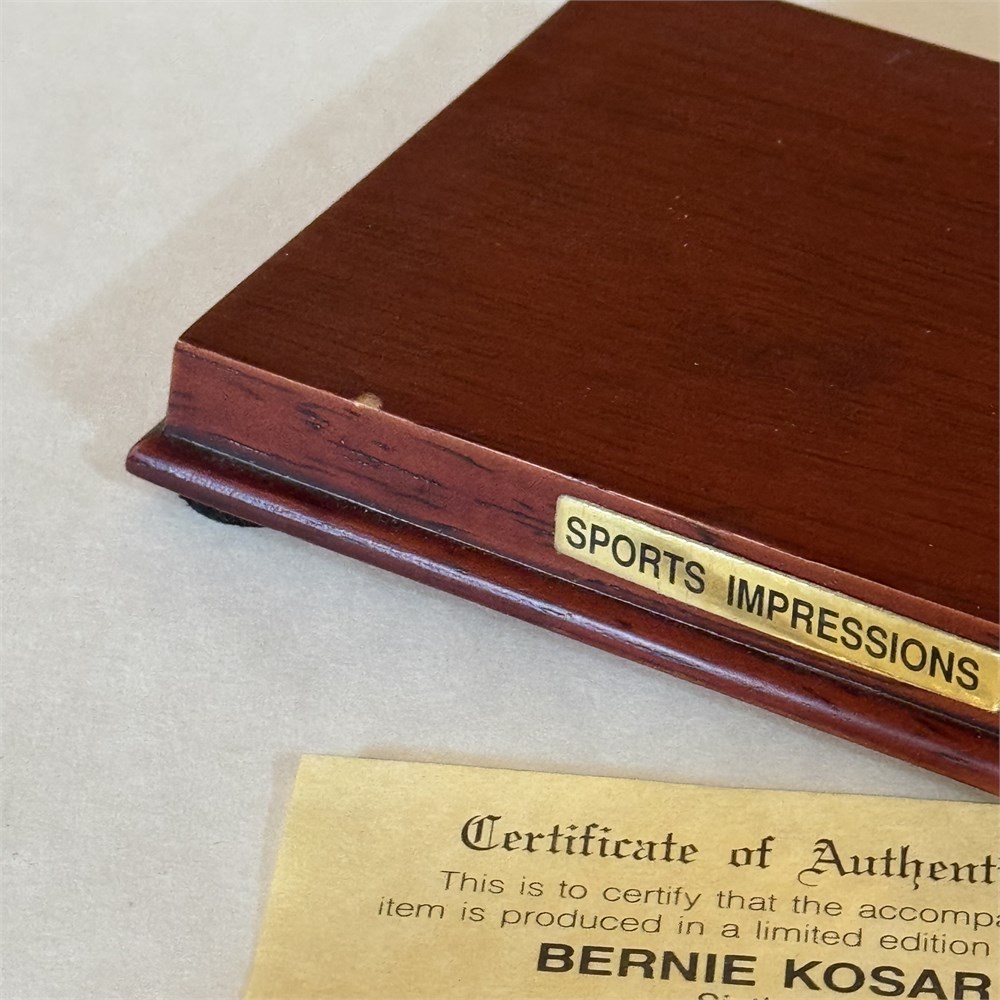 SPORTS IMPRESSIONS
Certificate of Authenti
This is to certify that the accompa
item is produced in a limited edition
BERNIE KOSAR